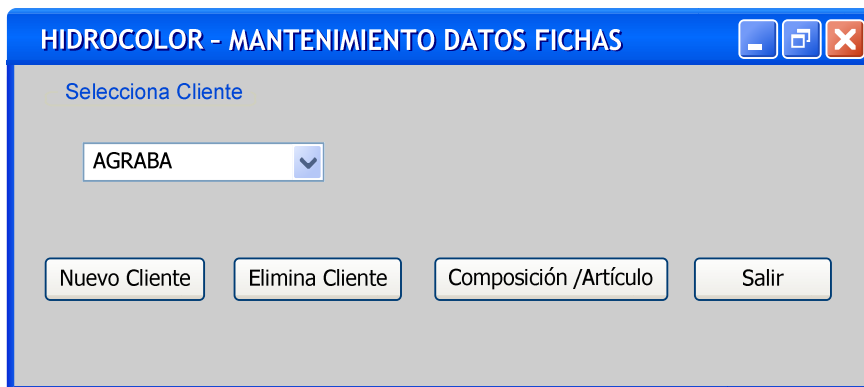 HIDROCOLOR - MANTENIMIENTO DATOS FICHAS
Selecciona Cliente
AGRABA
Nuevo Cliente
Elimina Cliente
Composición /Artículo
Salir